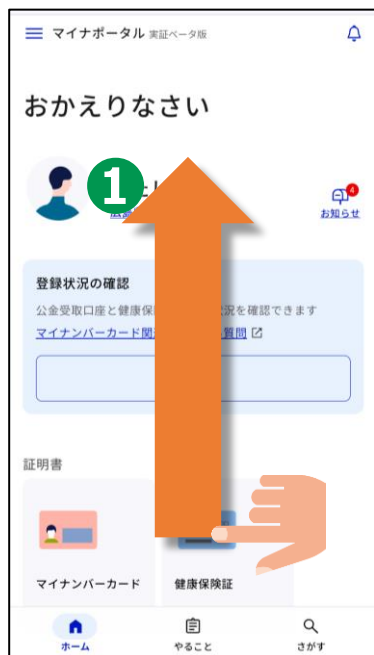 マイナポータル 実証ベータ版
おかえりなさい
1
4
お知らせ
登録状況の確認
公金受取口座と健康保 況を確認できます
マイナンバーカード関 質問
証明書
マイナンバーカード
健康保険証
ホーム
やること
さがす